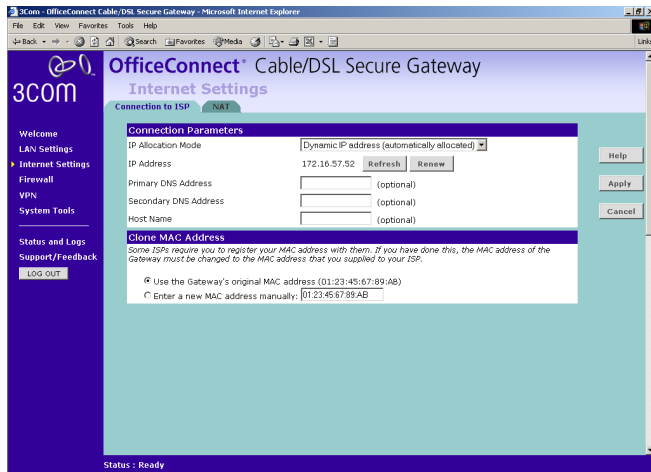 3Com - OfficeConnect Cable/DSL Secure Gateway - Microsoft Internet Explorer
File Edit View Favorites Tools Help
Back Search Favorites Media Links
3COM
OfficeConnect® Cable/DSL Secure Gateway
Internet Settings
Connection to ISP NAT
Welcome
LAN Settings
Internet Settings
Firewall
VPN
System Tools
Status and Logs
Support/Feedback
LOG OUT
Connection Parameters
IP Allocation Mode Dynamic IP address (automatically allocated)
IP Address 172.16.57.52 Refresh Renew
Primary DNS Address (optional)
Secondary DNS Address (optional)
Host Name (optional)
Clone MAC Address
Some ISPs require you to register your MAC address with them. If you have done this, the MAC address of the
Gateway must be changed to the MAC address that you supplied to your ISP.
Use the Gateway's original MAC address (01:23:45:67:89:AB)
Enter a new MAC address manually: 01:23:45:67:89:AB
Help
Apply
Cancel
Status : Ready